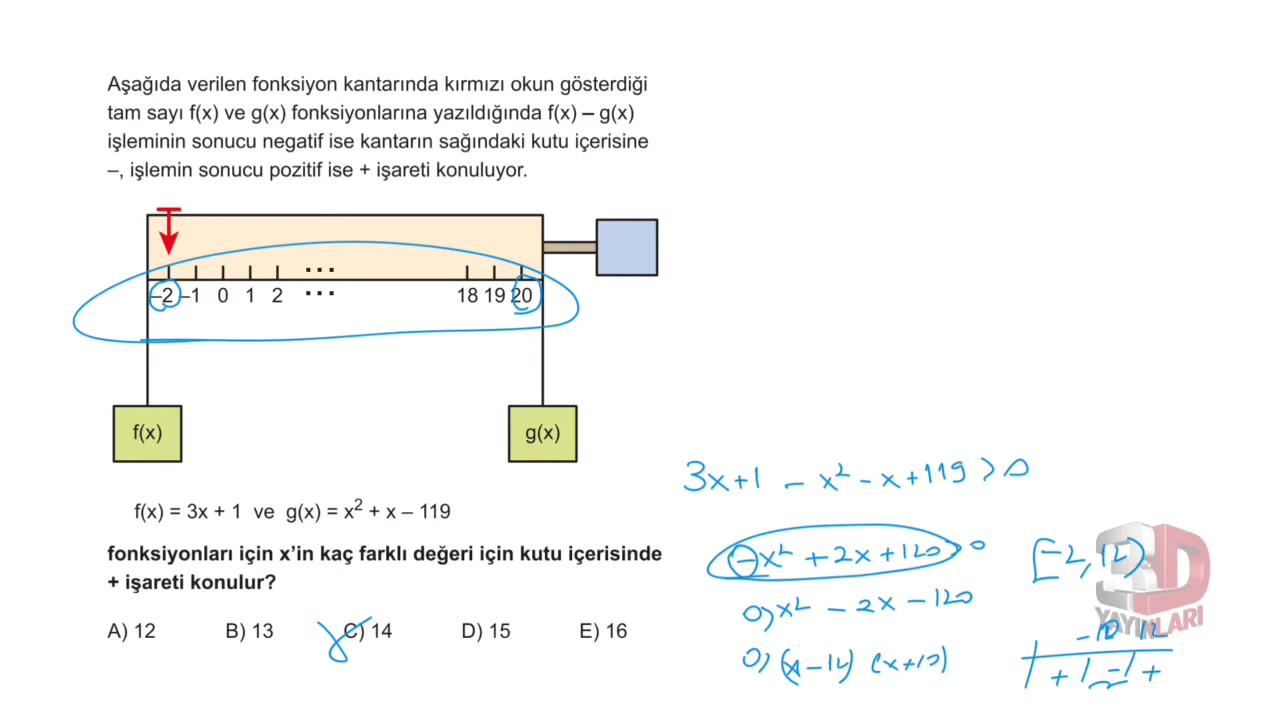 Aşağıda verilen fonksiyon kantarında kırmızı okun gösterdiği
tam sayı f(x) ve g(x) fonksiyonlarına yazıldığında f(x) – g(x)
işleminin sonucu negatif ise kantarın sağındaki kutu içerisine
–, işlemin sonucu pozitif ise + işareti konuluyor.
–2 –1 0 1 2 ... 18 19 20
f(x) g(x)
f(x) = 3x + 1 ve g(x) = x² + x – 119
fonksiyonları için x'in kaç farklı değeri için kutu içerisinde
+ işareti konulur?
A) 12 B) 13 C) 14 D) 15 E) 16
3x+1 - x² - x + 119 > 0
-x² + 2x + 120 > 0
[-2, 12)
0 > x² - 2x - 120
0 > (x-12) (x+10)
-10 12
+ - +
3D
YAYINLARI